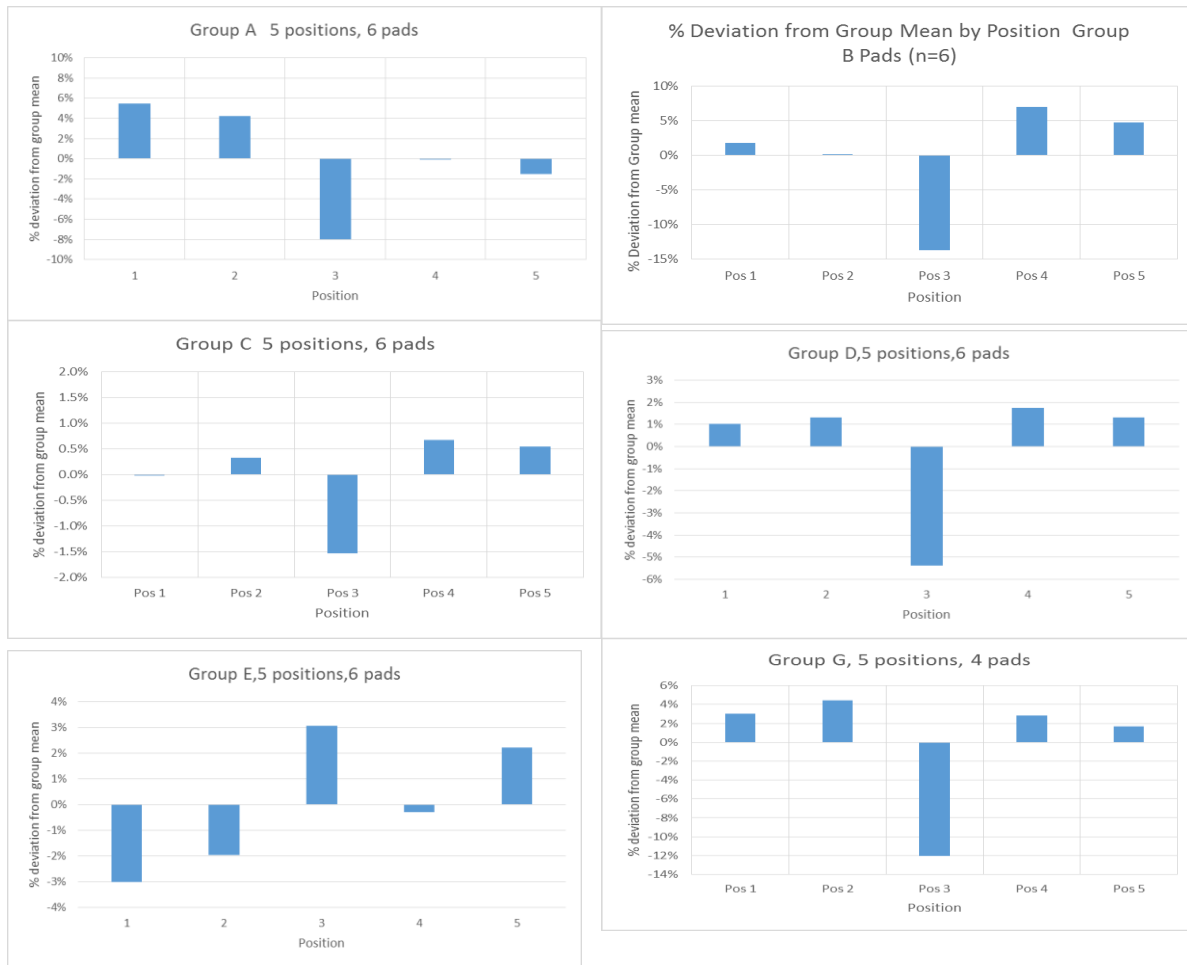 Group A 5 positions, 6 pads
% deviation from group mean
10%
8%
6%
4%
2%
0%
-2%
-4%
-6%
-8%
-10%
1 2 3 4 5
Position
% Deviation from Group Mean by Position Group
B Pads (n=6)
% Deviation from Group mean
10%
5%
0%
-5%
-10%
-15%
Pos 1 Pos 2 Pos 3 Pos 4 Pos 5
Position
Group C 5 positions, 6 pads
% deviation from group mean
2.0%
1.5%
1.0%
0.5%
0.0%
-0.5%
-1.0%
-1.5%
-2.0%
Pos 1 Pos 2 Pos 3 Pos 4 Pos 5
Position
Group D,5 positions,6 pads
% deviation from group mean
3%
2%
1%
0%
-1%
-2%
-3%
-4%
-5%
-6%
1 2 3 4 5
Position
Group E,5 positions,6 pads
% deviation from group mean
4%
3%
2%
1%
0%
-1%
-2%
-3%
-4%
1 2 3 4 5
Position
Group G, 5 positions, 4 pads
% deviation from group mean
6%
4%
2%
0%
-2%
-4%
-6%
-8%
-10%
-12%
-14%
Pos 1 Pos 2 Pos 3 Pos 4 Pos 5
Position